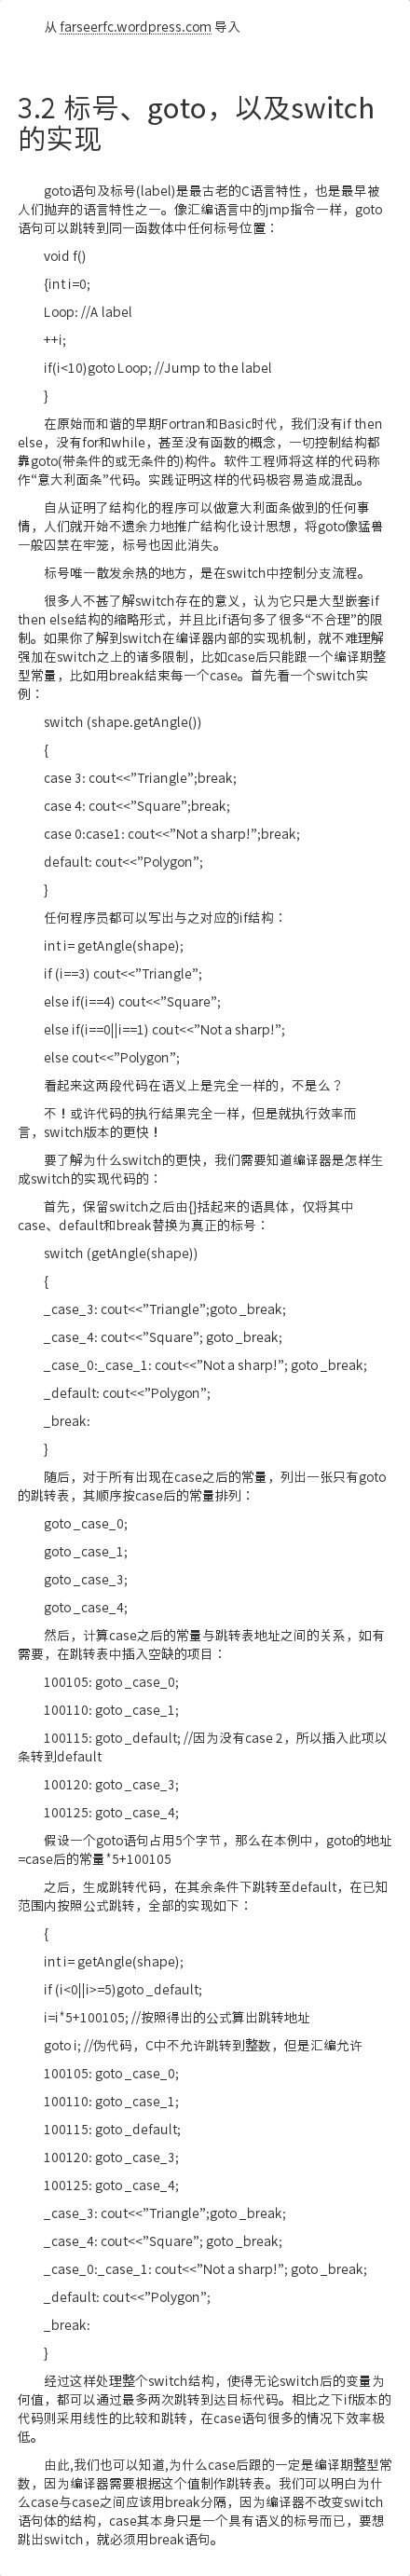 从 farseerfc.wordpress.com 导入
3.2 标号、goto，以及switch
的实现
goto语句及标号(label)是最古老的C语言特性，也是最早被
人们抛弃的语言特性之一。像汇编语言中的jmp指令一样，goto
语句可以跳转到同一函数体中任何标号位置：
void f()
{int i=0;
Loop: //A label
++i;
if(i<10)goto Loop; //Jump to the label
}
在原始而和谐的早期Fortran和Basic时代，我们没有if then
else，没有for和while，甚至没有函数的概念，一切控制结构都
靠goto(带条件的或无条件的)构件。软件工程师将这样的代码称
作“意大利面条”代码。实践证明这样的代码极容易造成混乱。
自从证明了结构化的程序可以做意大利面条做到的任何事
情，人们就开始不遗余力地推广结构化设计思想，将goto像猛兽
一般囚禁在牢笼，标号也因此消失。
标号唯一散发余热的地方，是在switch中控制分支流程。
很多人不甚了解switch存在的意义，认为它只是大型嵌套if
then else结构的缩略形式，并且比if语句多了很多“不合理”的限
制。如果你了解到switch在编译器内部的实现机制，就不难理解
强加在switch之上的诸多限制，比如case后只能跟一个编译期整
型常量，比如用break结束每一个case。首先看一个switch实
例：
switch (shape.getAngle())
{
case 3: cout<<”Triangle”;break;
case 4: cout<<”Square”;break;
case 0:case1: cout<<”Not a sharp!”;break;
default: cout<<”Polygon”;
}
任何程序员都可以写出与之对应的if结构：
int i= getAngle(shape);
if (i==3) cout<<”Triangle”;
else if(i==4) cout<<”Square”;
else if(i==0||i==1) cout<<”Not a sharp!”;
else cout<<”Polygon”;
看起来这两段代码在语义上是完全一样的，不是么？
不！或许代码的执行结果完全一样，但是就执行效率而
言，switch版本的更快！
要了解为什么switch的更快，我们需要知道编译器是怎样生
成switch的实现代码的：
首先，保留switch之后由{}括起来的语具体，仅将其中
case、default和break替换为真正的标号：
switch (getAngle(shape))
{
_case_3: cout<<”Triangle”;goto _break;
_case_4: cout<<”Square”; goto _break;
_case_0:_case_1: cout<<”Not a sharp!”; goto _break;
_default: cout<<”Polygon”;
_break:
}
随后，对于所有出现在case之后的常量，列出一张只有goto
的跳转表，其顺序按case后的常量排列：
goto _case_0;
goto _case_1;
goto _case_3;
goto _case_4;
然后，计算case之后的常量与跳转表地址之间的关系，如有
需要，在跳转表中插入空缺的项目：
100105: goto _case_0;
100110: goto _case_1;
100115: goto _default; //因为没有case 2，所以插入此项以
条转到default
100120: goto _case_3;
100125: goto _case_4;
假设一个goto语句占用5个字节，那么在本例中，goto的地址
=case后的常量*5+100105
之后，生成跳转代码，在其余条件下跳转至default，在已知
范围内按照公式跳转，全部的实现如下：
{
int i= getAngle(shape);
if (i<0||i>=5)goto _default;
i=i*5+100105; //按照得出的公式算出跳转地址
goto i; //伪代码，C中不允许跳转到整数，但是汇编允许
100105: goto _case_0;
100110: goto _case_1;
100115: goto _default;
100120: goto _case_3;
100125: goto _case_4;
_case_3: cout<<”Triangle”;goto _break;
_case_4: cout<<”Square”; goto _break;
_case_0:_case_1: cout<<”Not a sharp!”; goto _break;
_default: cout<<”Polygon”;
_break:
}
经过这样处理整个switch结构，使得无论switch后的变量为
何值，都可以通过最多两次跳转到达目标代码。相比之下if版本的
代码则采用线性的比较和跳转，在case语句很多的情况下效率极
低。
由此,我们也可以知道,为什么case后跟的一定是编译期整型常
数，因为编译器需要根据这个值制作跳转表。我们可以明白为什
么case与case之间应该用break分隔，因为编译器不改变switch
语句体的结构，case其本身只是一个具有语义的标号而已，要想
跳出switch，就必须用break语句。